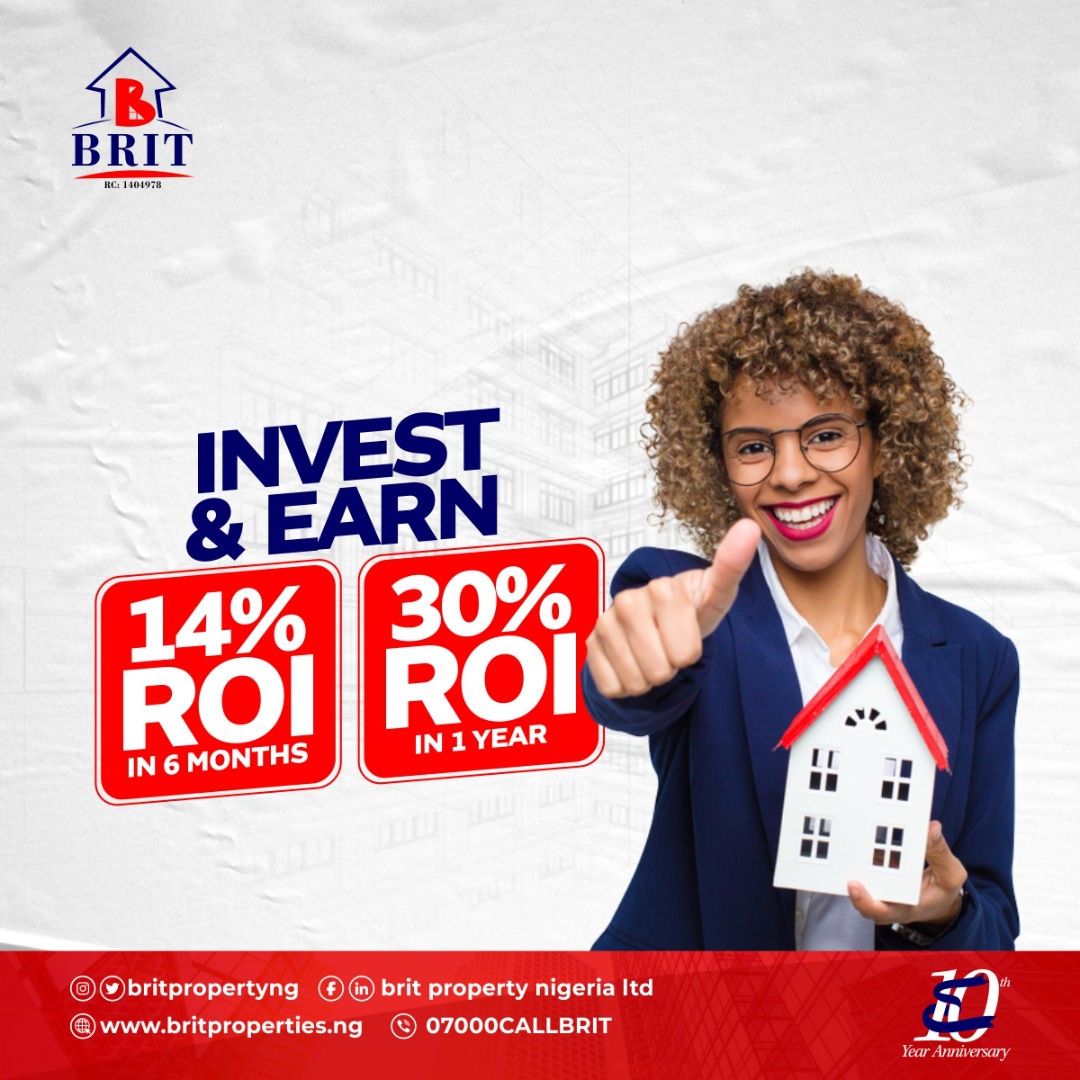 B
BRIT
RC: 1404978
INVEST
& EARN
14%
ROI
IN 6 MONTHS
30%
ROI
IN 1 YEAR
britpropertyng
brit property nigeria ltd
www.britproperties.ng
07000CALLBRIT
10th
Year Anniversary